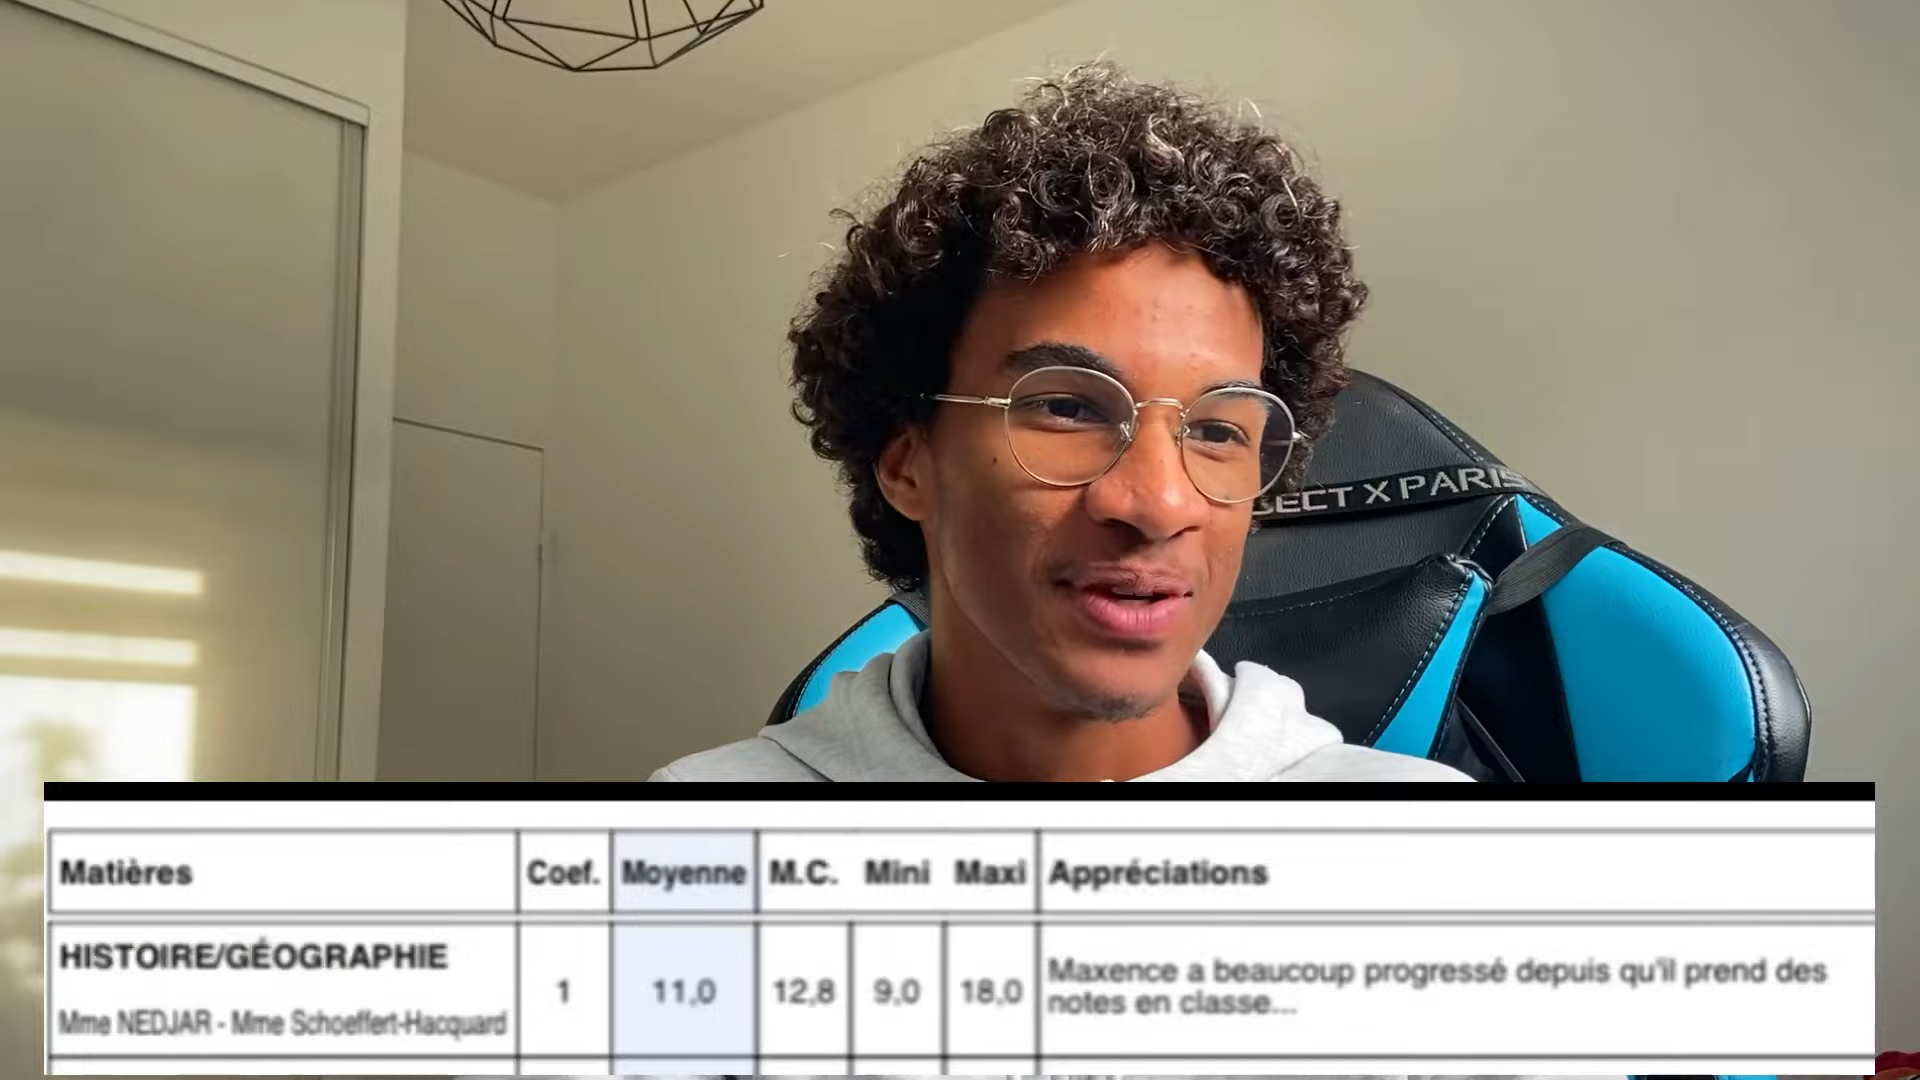 JECT X PARIS
Matières Coef. Moyenne M.C. Mini Maxi Appréciations
HISTOIRE/GÉOGRAPHIE
Mme NEDJAR - Mme Schoeffert-Hacquard
1 11,0 12,8 9,0 18,0
Maxence a beaucoup progressé depuis qu'il prend des
notes en classe...